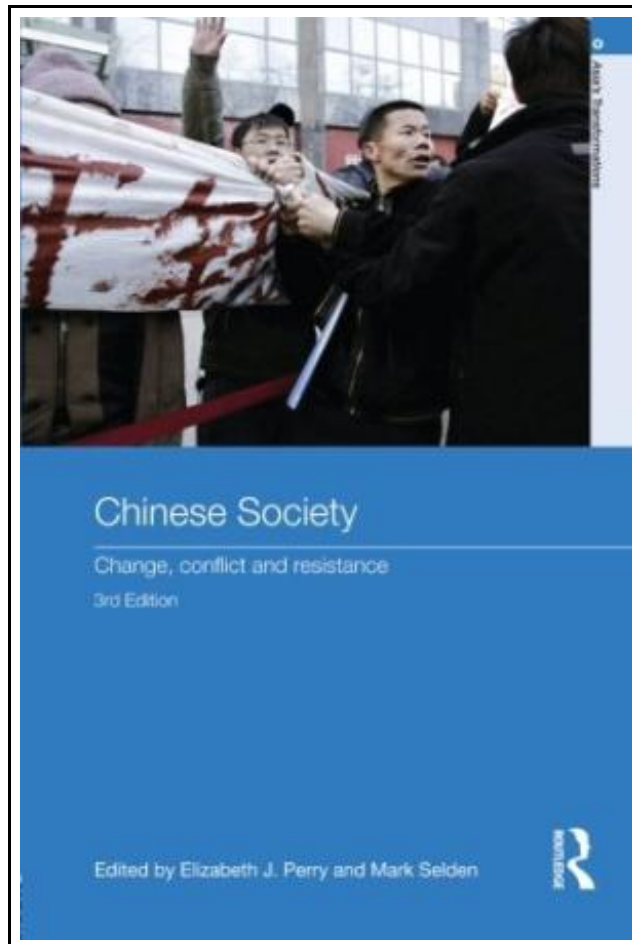 Asia's Transformations
Chinese Society
Change, conflict and resistance
3rd Edition
Edited by Elizabeth J. Perry and Mark Selden
ROUTLEDGE